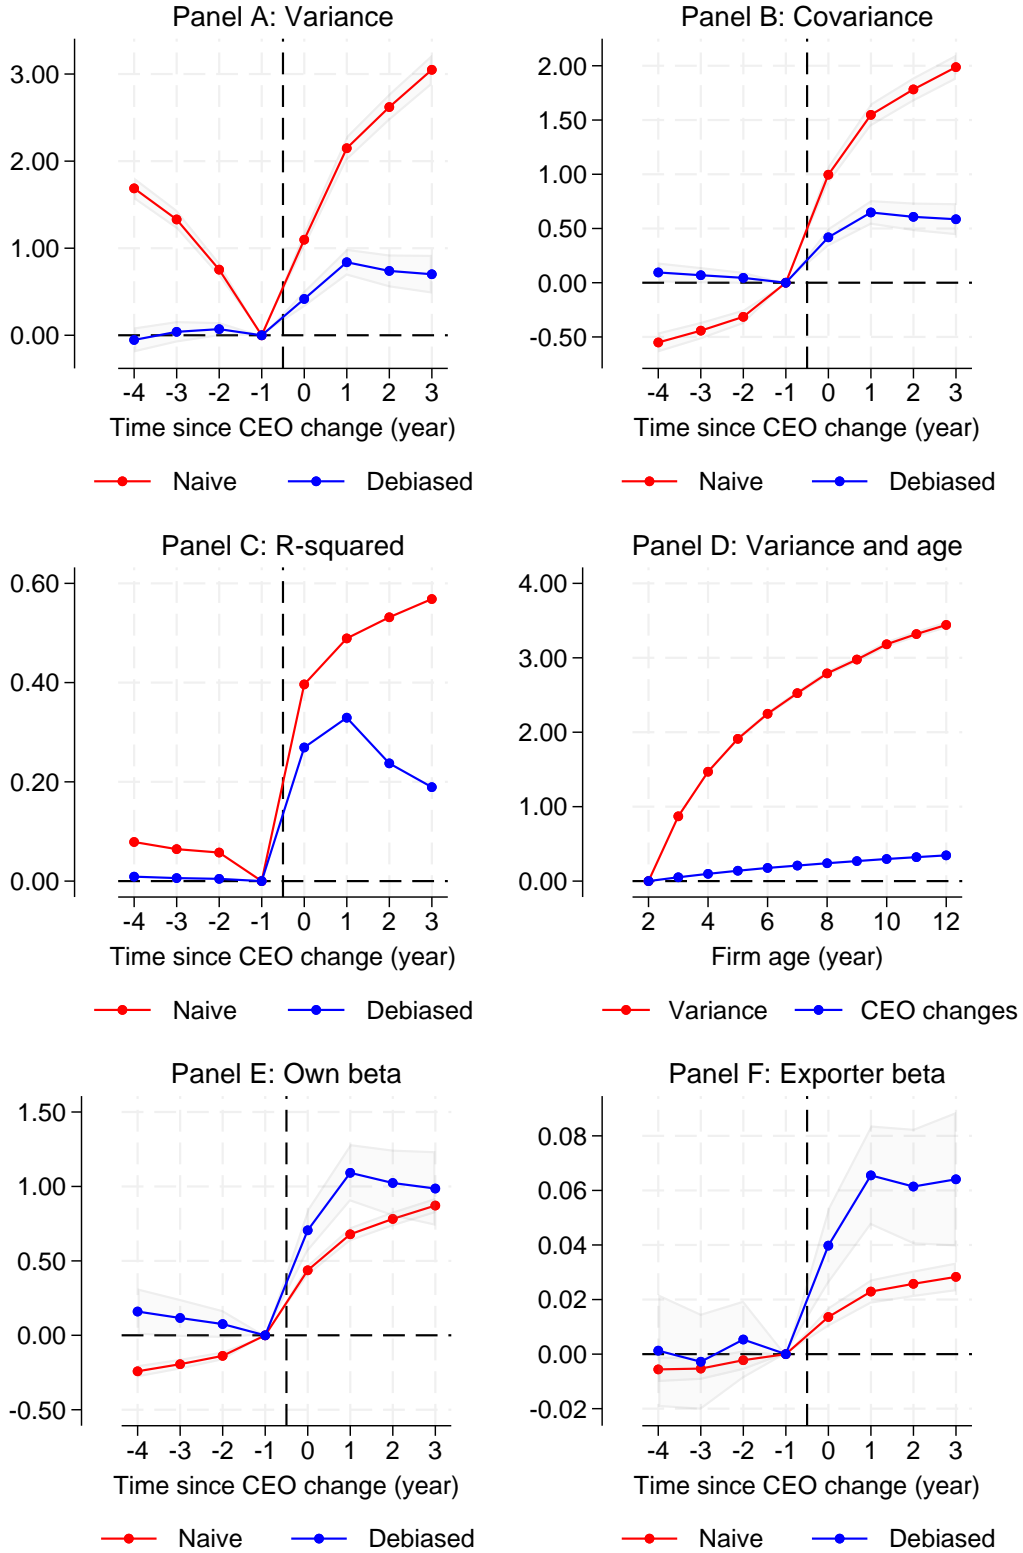 Panel A: Variance
3.00
2.00
1.00
0.00
-4 -3 -2 -1 0 1 2 3
Time since CEO change (year)
Naive Debiased
Panel B: Covariance
2.00
1.50
1.00
0.50
0.00
-0.50
-4 -3 -2 -1 0 1 2 3
Time since CEO change (year)
Naive Debiased
Panel C: R-squared
0.60
0.40
0.20
0.00
-4 -3 -2 -1 0 1 2 3
Time since CEO change (year)
Naive Debiased
Panel D: Variance and age
4.00
3.00
2.00
1.00
0.00
2 4 6 8 10 12
Firm age (year)
Variance CEO changes
Panel E: Own beta
1.50
1.00
0.50
0.00
-0.50
-4 -3 -2 -1 0 1 2 3
Time since CEO change (year)
Naive Debiased
Panel F: Exporter beta
0.08
0.06
0.04
0.02
0.00
-0.02
-4 -3 -2 -1 0 1 2 3
Time since CEO change (year)
Naive Debiased